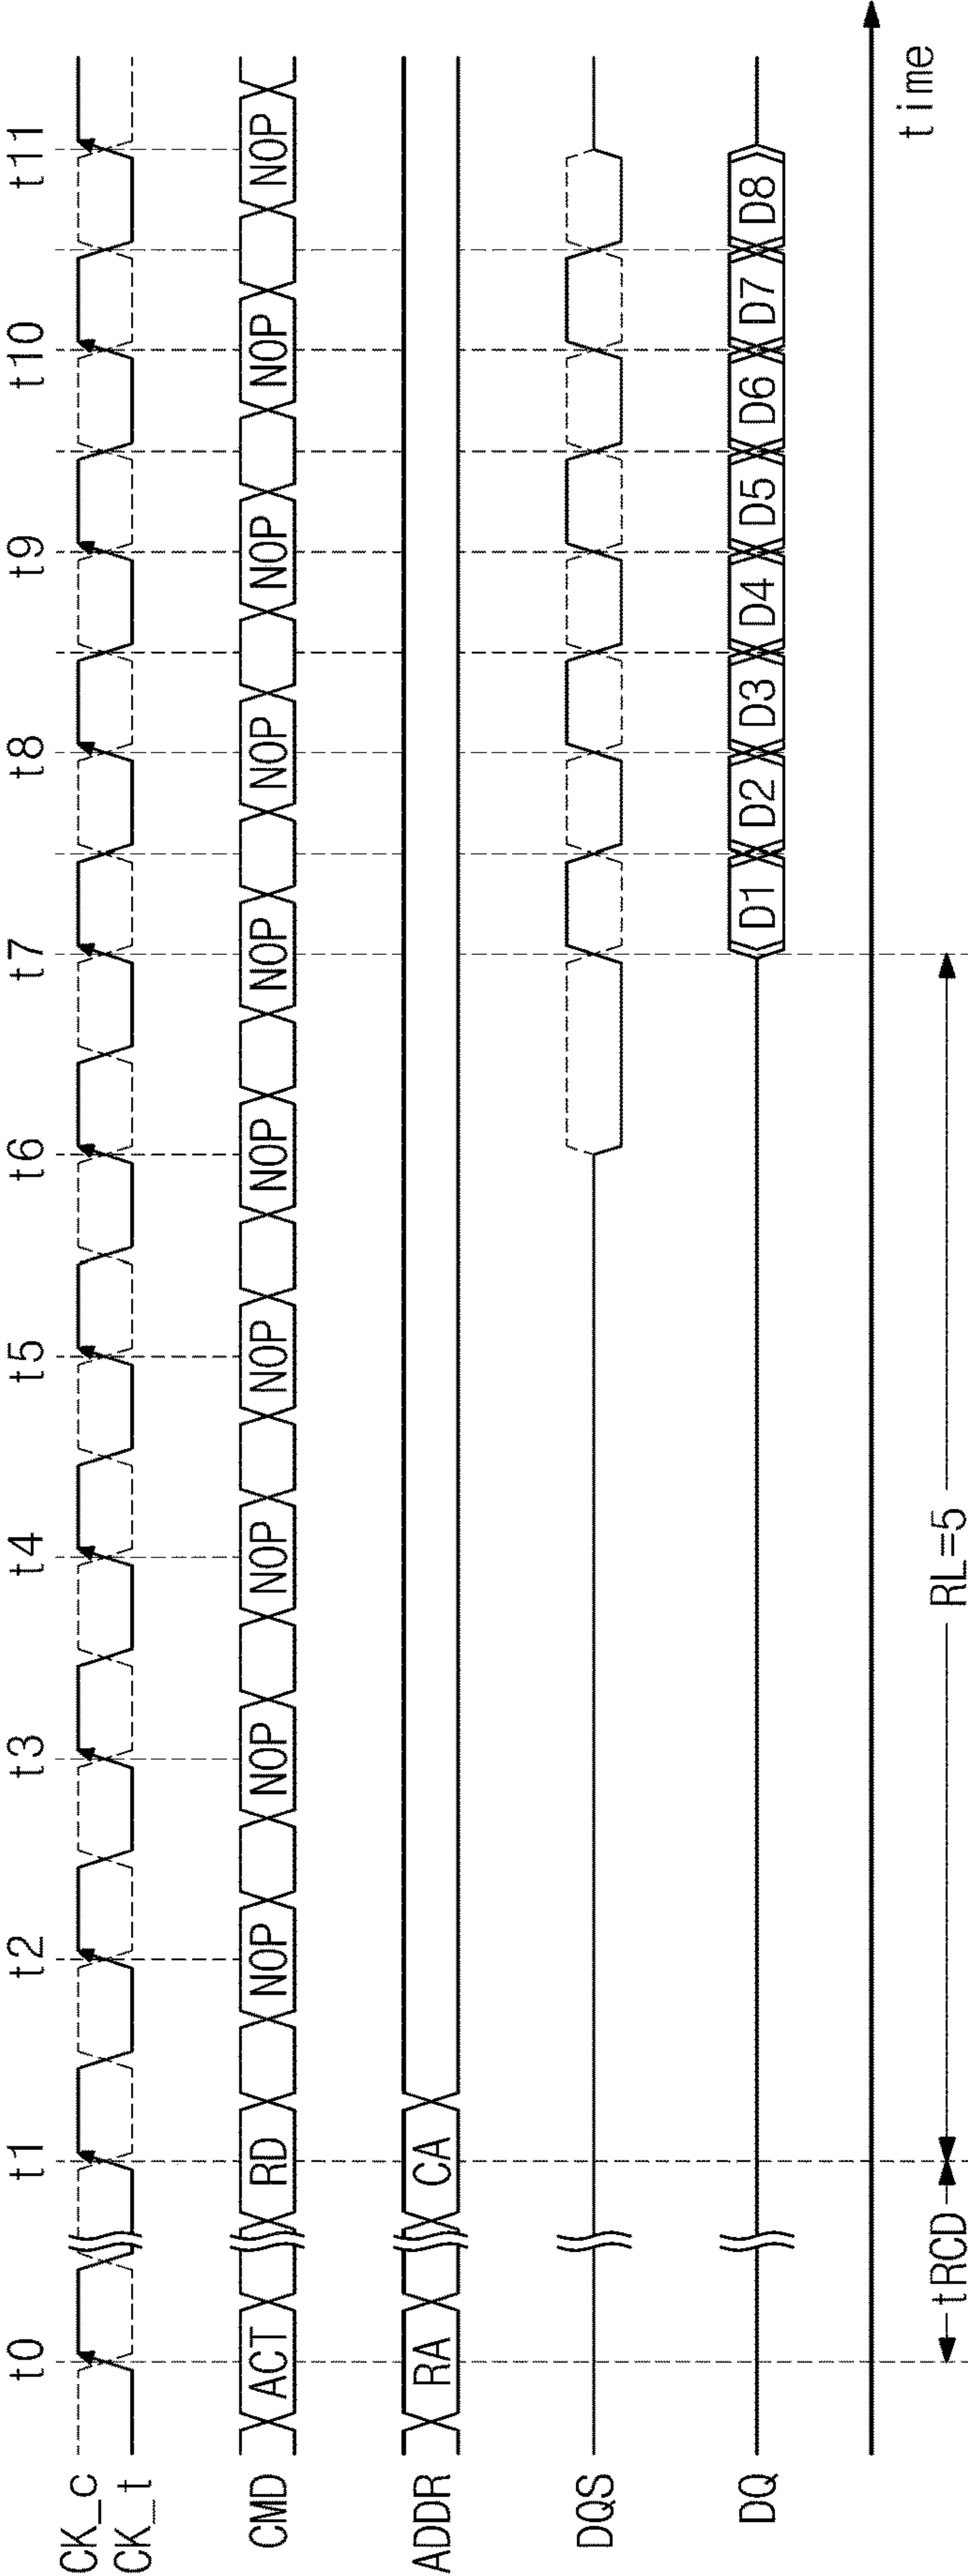 t0 t1 t2 t3 t4 t5 t6 t7 t8 t9 t10 t11
CK_c
CK_t
CMD ACT RD NOP NOP NOP NOP NOP NOP NOP NOP NOP NOP
ADDR RA CA
DQS
DQ D1 D2 D3 D4 D5 D6 D7 D8
time
tRCD RL=5